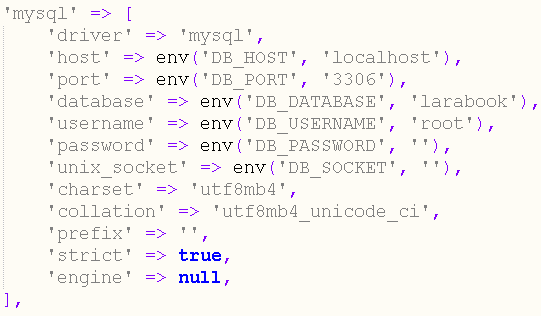 'mysql' => [
    'driver' => 'mysql',
    'host' => env('DB_HOST', 'localhost'),
    'port' => env('DB_PORT', '3306'),
    'database' => env('DB_DATABASE', 'larabook'),
    'username' => env('DB_USERNAME', 'root'),
    'password' => env('DB_PASSWORD', ''),
    'unix_socket' => env('DB_SOCKET', ''),
    'charset' => 'utf8mb4',
    'collation' => 'utf8mb4_unicode_ci',
    'prefix' => '',
    'strict' => true,
    'engine' => null,
],